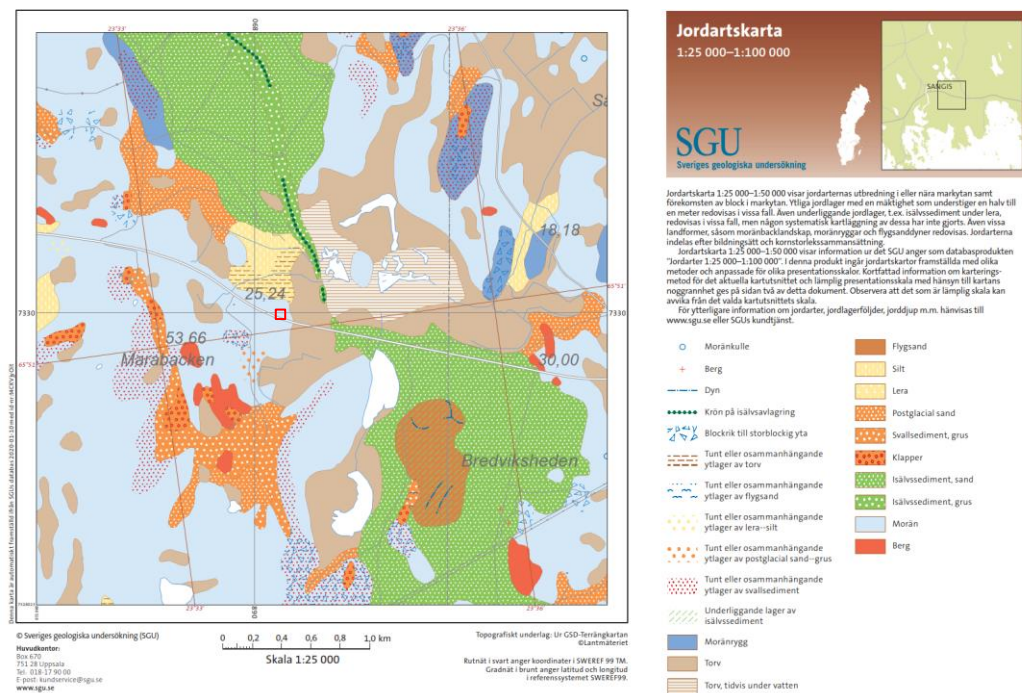 23°33'
890
23°36'
Sa
18,18
25,24
65°51'
7330
7330
53,66
Marabacken
65°51'
30,00
Bredviksheden
23°33'
890
23°36'
© Sveriges geologiska undersökning (SGU)
Huvudkontor:
Box 670
751 28 Uppsala
Tel: 018-17 90 00
E-post: kundservice@sgu.se
www.sgu.se
0 0,2 0,4 0,6 0,8 1,0 km
Skala 1:25 000
Topografiskt underlag: Ur GSD-Terrängkartan
©Lantmäteriet
Rutnät i svart anger koordinater i SWEREF 99 TM.
Gradnät i brunt anger latitud och longitud
i referenssystemet SWEREF99.
Jordartskarta
1:25 000–1:100 000
SANGIS
SGU
Sveriges geologiska undersökning
Jordartskarta 1:25 000–1:50 000 visar jordarternas utbredning i eller nära markytan samt
förekomsten av block i markytan. Ytliga jordlager med en mäktighet som understiger en halv till
en meter redovisas i vissa fall. Även underliggande jordlager, t.ex. isälvssediment under lera,
redovisas i vissa fall, men någon systematisk kartläggning av dessa har inte gjorts. Även vissa
landformer, såsom moränbacklandskap, moränryggar och flygsanddyner redovisas. Jordarterna
indelas efter bildningsätt och kornstorlekssammansättning.
Jordartskarta 1:25 000–1:50 000 visar information ur det SGU anger som databasprodukten
"Jordarter 1:25 000–1:100 000". I denna produkt ingår jordartskartor framställda med olika
metoder och anpassade för olika presentationsskalor. Kortfattad information om karterings-
metod för det aktuella kartutsnittet och lämplig presentationsskala med hänsyn till kartans
noggrannhet ges på sidan två av detta dokument. Observera att det som är lämplig skala kan
avvika från det valda kartutsnittets skala.
För ytterligare information om jordarter, jordlagerföljder, jorddjup m.m. hänvisas till
www.sgu.se eller SGUs kundtjänst.
Moränkulle
Berg
Dyn
Krön på isälvsavlagring
Blockrik till storblockig yta
Tunt eller osammanhängande
ytlager av torv
Tunt eller osammanhängande
ytlager av flygsand
Tunt eller osammanhängande
ytlager av lera--silt
Tunt eller osammanhängande
ytlager av postglacial sand--grus
Tunt eller osammanhängande
ytlager av svallsediment
Underliggande lager av
isälvssediment
Moränrygg
Torv
Torv, tidvis under vatten
Flygsand
Silt
Lera
Postglacial sand
Svallsediment, grus
Klapper
Isälvssediment, sand
Isälvssediment, grus
Morän
Berg